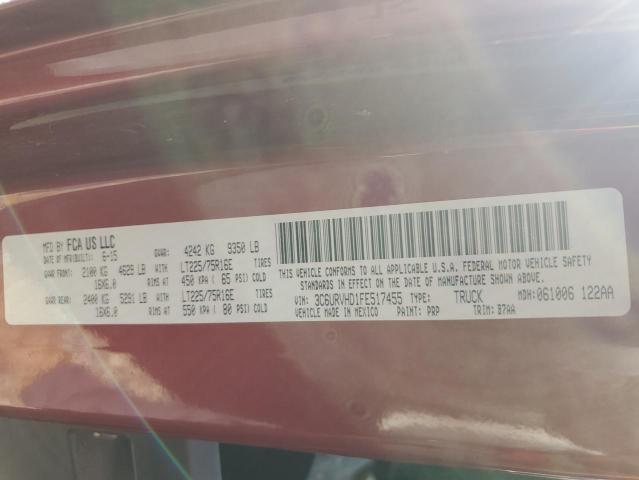 MFD BY FCA US LLC
DATE OF MFR/BUILT: 6-15 GVWR: 4242 KG 9350 LB
GAWR FRONT: 2100 KG 4629 LB WITH LT225/75R16E TIRES
16X6.0 RIMS AT 450 KPA ( 65 PSI) COLD
GAWR REAR: 2400 KG 5291 LB WITH LT225/75R16E TIRES
16X6.0 RIMS AT 550 KPA ( 80 PSI) COLD
THIS VEHICLE CONFORMS TO ALL APPLICABLE U.S.A. FEDERAL MOTOR VEHICLE SAFETY
STANDARDS IN EFFECT ON THE DATE OF MANUFACTURE SHOWN ABOVE.
VIN: 3C6URVHD1FE517455 TYPE: TRUCK MDH: 061006 122AA
VEHICLE MADE IN MEXICO PAINT: PRP TRIM: B7AA